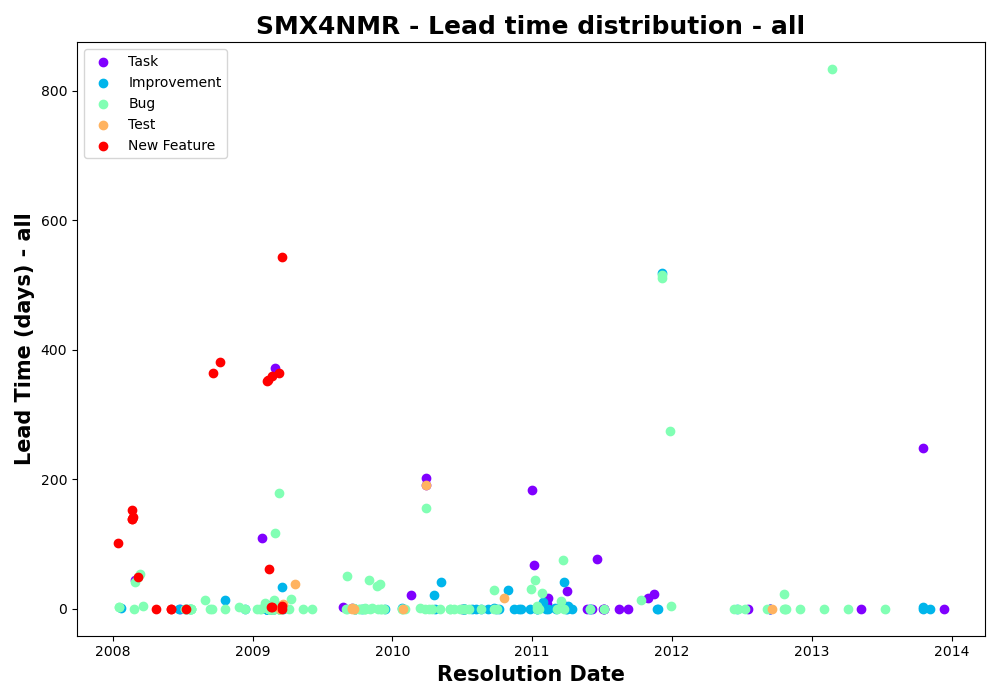 SMX4NMR - Lead time distribution - all
Task
Improvement
Bug
Test
New Feature
800
600
400
200
0
Lead Time (days) - all
2008 2009 2010 2011 2012 2013 2014
Resolution Date